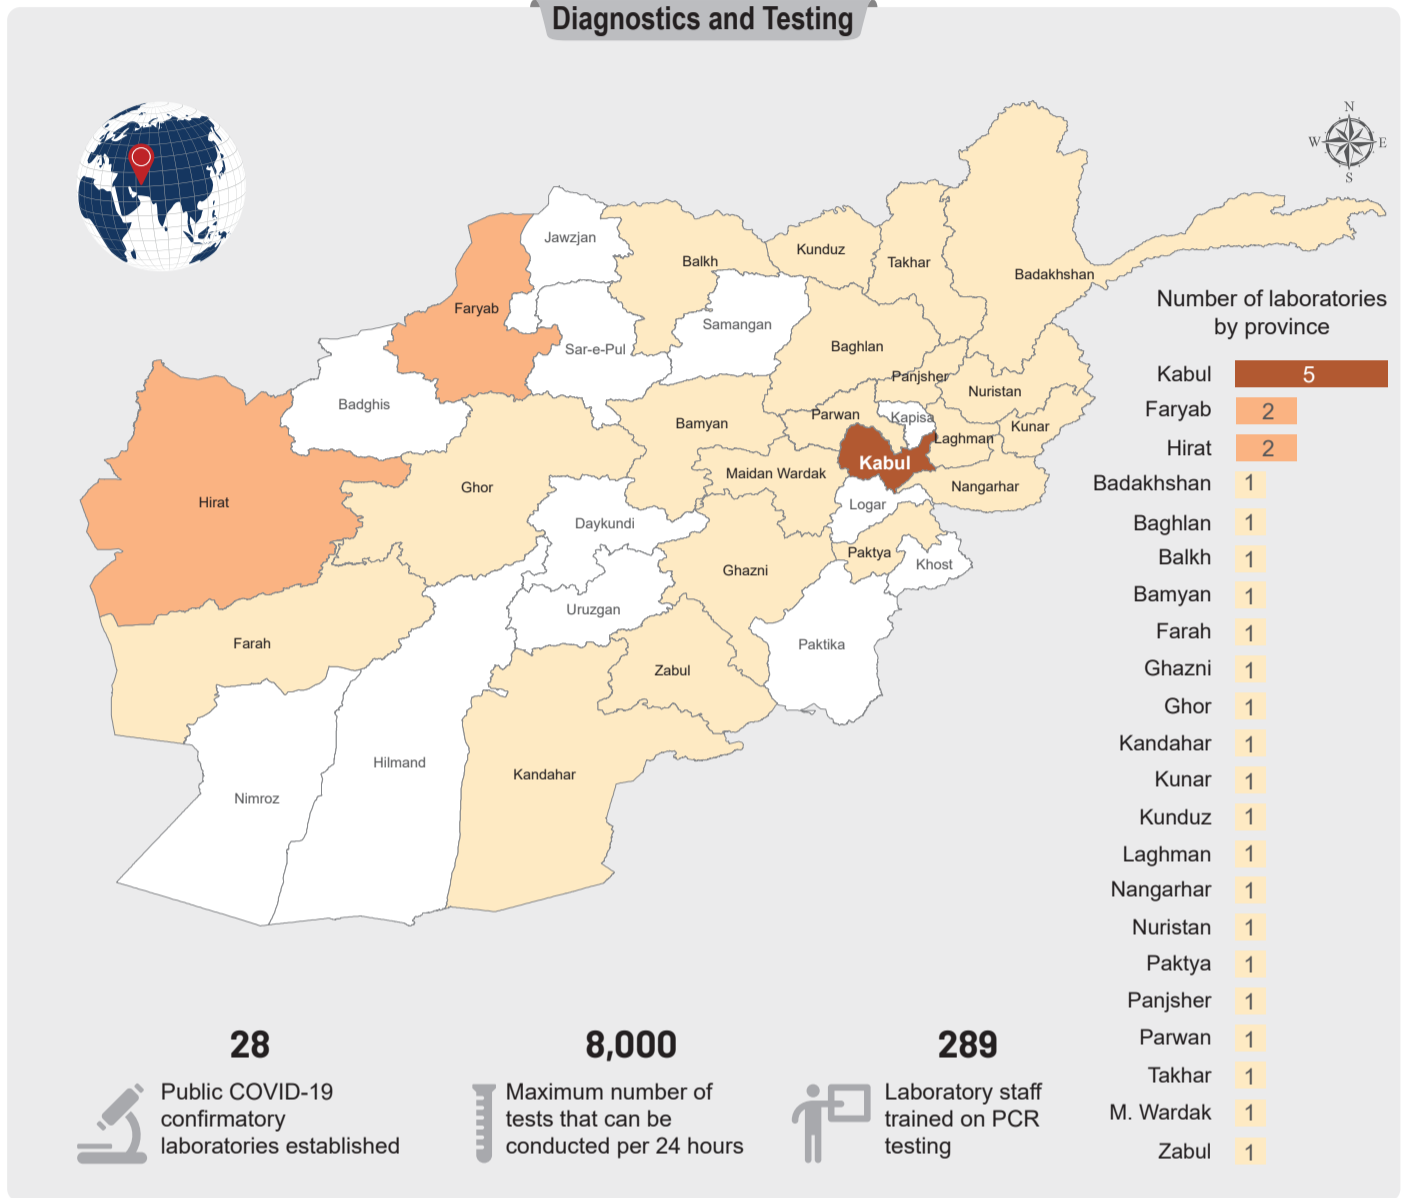 Diagnostics and Testing
N
W
E
S
Jawzjan
Balkh
Kunduz
Takhar
Badakhshan
Faryab
Sar-e-Pul
Samangan
Baghlan
Panjsher
Nuristan
Badghis
Bamyan
Parwan
Kapisa
Kunar
Laghman
Kabul
Maidan Wardak
Nangarhar
Hirat
Ghor
Daykundi
Logar
Ghazni
Paktya
Khost
Uruzgan
Farah
Zabul
Paktika
Hilmand
Kandahar
Nimroz
Number of laboratories
by province
Kabul 5
Faryab 2
Hirat 2
Badakhshan 1
Baghlan 1
Balkh 1
Bamyan 1
Farah 1
Ghazni 1
Ghor 1
Kandahar 1
Kunar 1
Kunduz 1
Laghman 1
Nangarhar 1
Nuristan 1
Paktya 1
Panjsher 1
Parwan 1
Takhar 1
M. Wardak 1
Zabul 1
28
Public COVID-19
confirmatory
laboratories established
8,000
Maximum number of
tests that can be
conducted per 24 hours
289
Laboratory staff
trained on PCR
testing